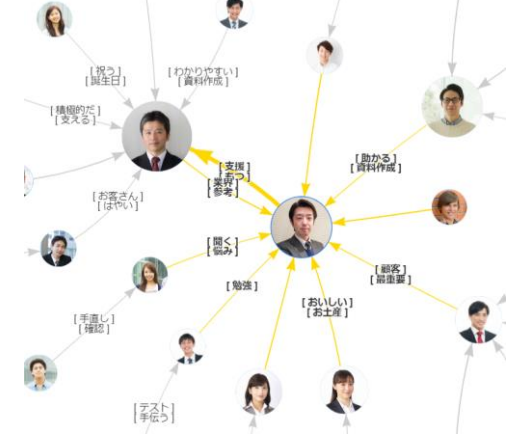 [祝う]
[誕生日]
[わかりやすい]
[資料作成]
[積極的だ]
[支える]
[助かる]
[資料作成]
[支援]
[業界]
[参考]
[お客さん]
[はやい]
[聞く]
[悩み]
[顧客]
[最重要]
[勉強]
[おいしい]
[お土産]
[手直し]
[確認]
[テスト]
[手伝う]